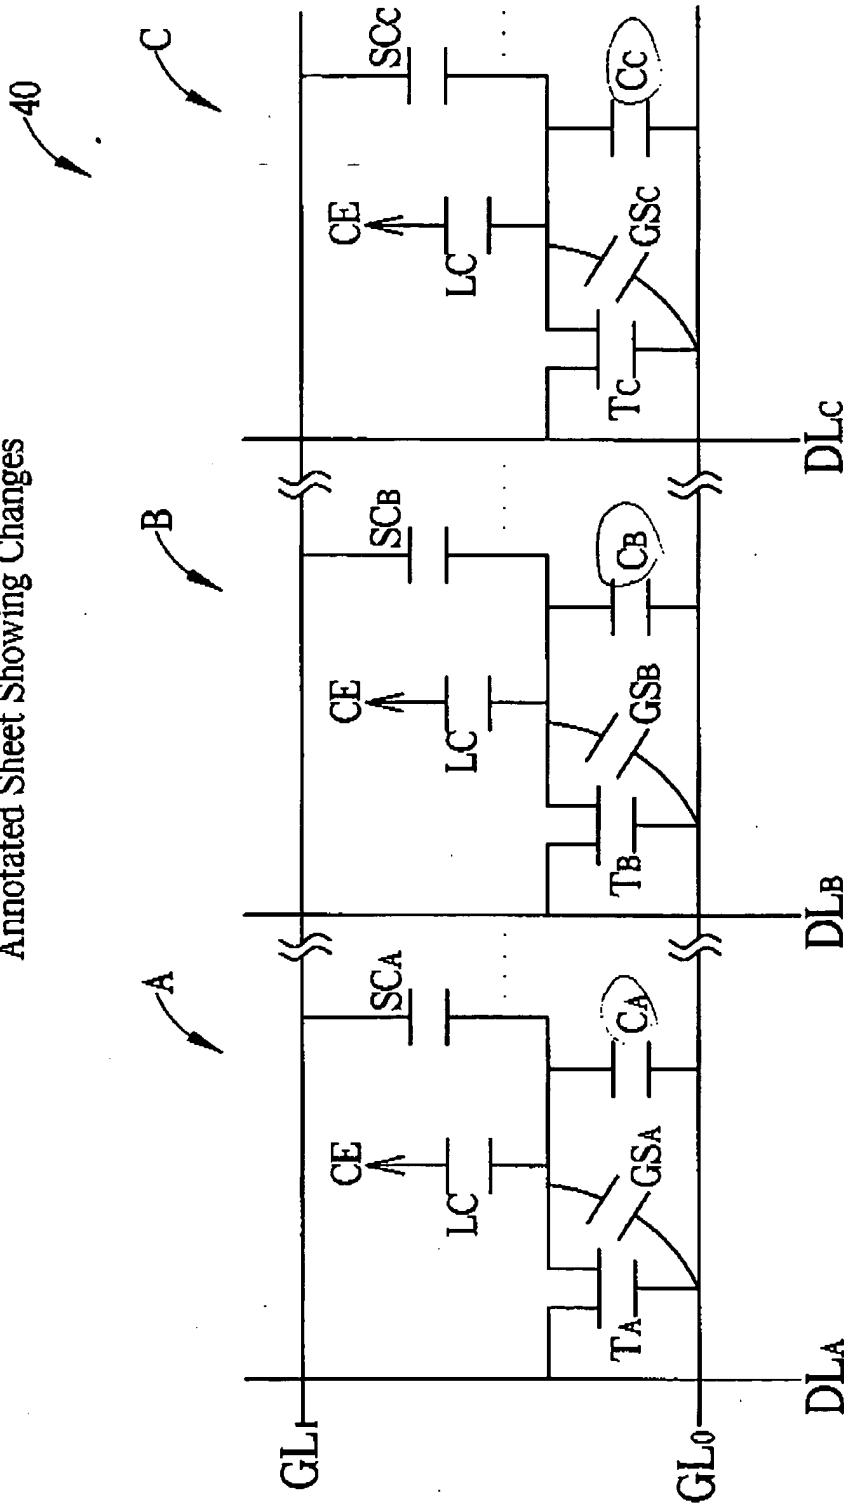 Annotated Sheet Showing Changes
40
A
B
C
GL1
CE
SCA
CE
SCB
CE
SCC
LC
LC
LC
TA
GSA
CA
TB
GSB
CB
TC
GSC
CC
GL0
DLA
DLB
DLC